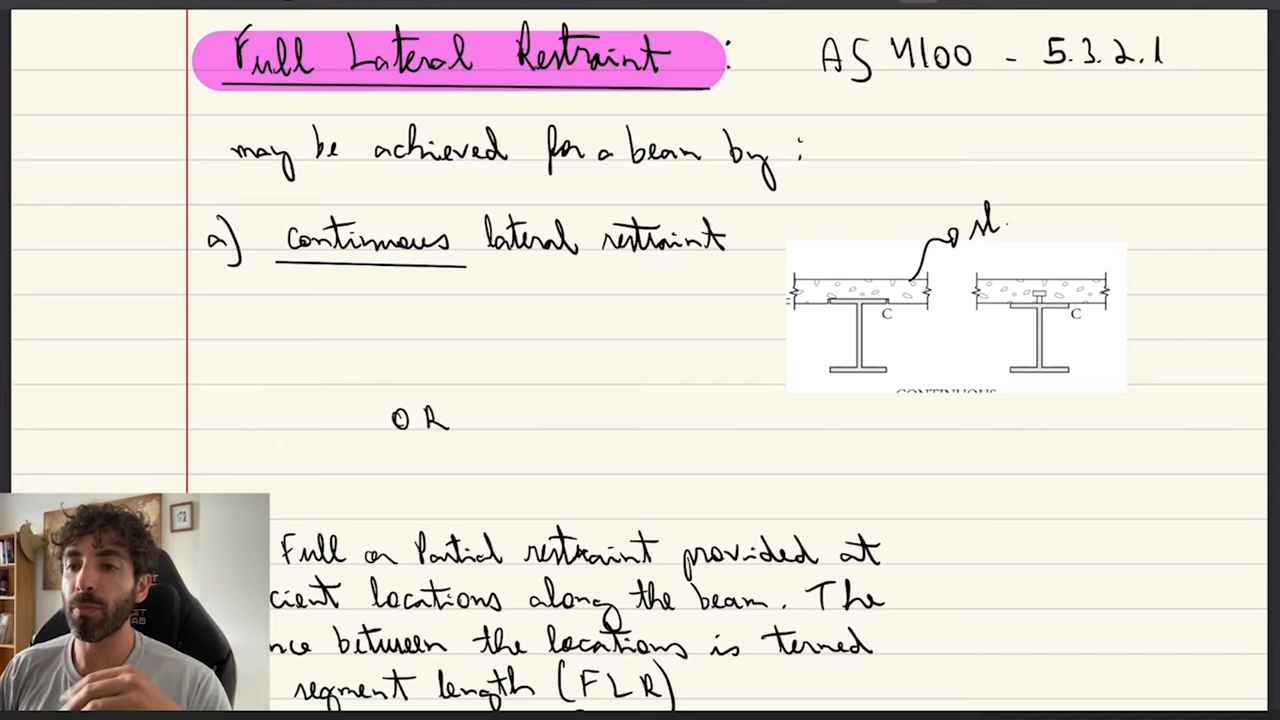 Full Lateral Restraint : AS 4100 - 5.3.2.1
may be achieved for a beam by :
a) continuous lateral restraint
C C
OR
Full or Partial restraint provided at
cient locations along the beam. The
nce between the locations is termed
segment length (FLR)